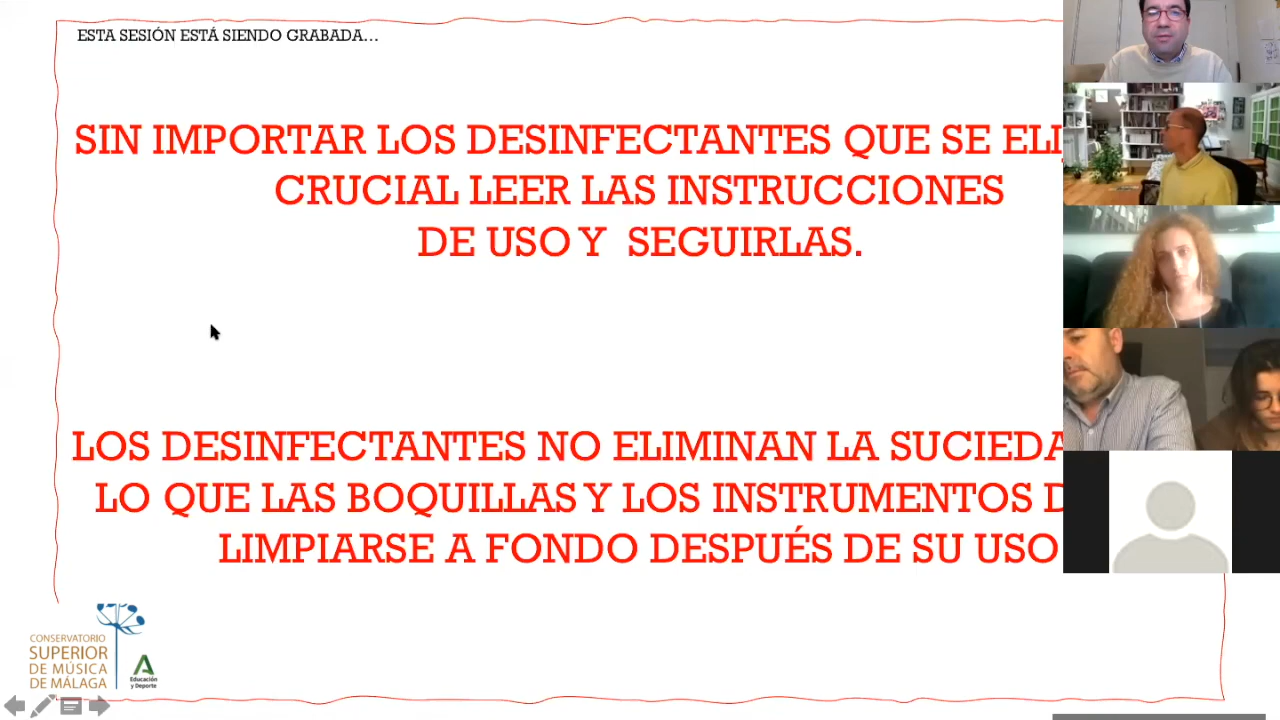 ESTA SESIÓN ESTÁ SIENDO GRABADA...
SIN IMPORTAR LOS DESINFECTANTES QUE SE
CRUCIAL LEER LAS INSTRUCCIONES
DE USO Y SEGUIRLAS.
LOS DESINFECTANTES NO ELIMINAN LA
LO QUE LAS BOQUILLAS Y LOS INSTRUMENTOS
LIMPIARSE A FONDO DESPUÉS DE SU USO
CONSERVATORIO
SUPERIOR
DE MÚSICA
DE MÁLAGA
Educación
y Deporte